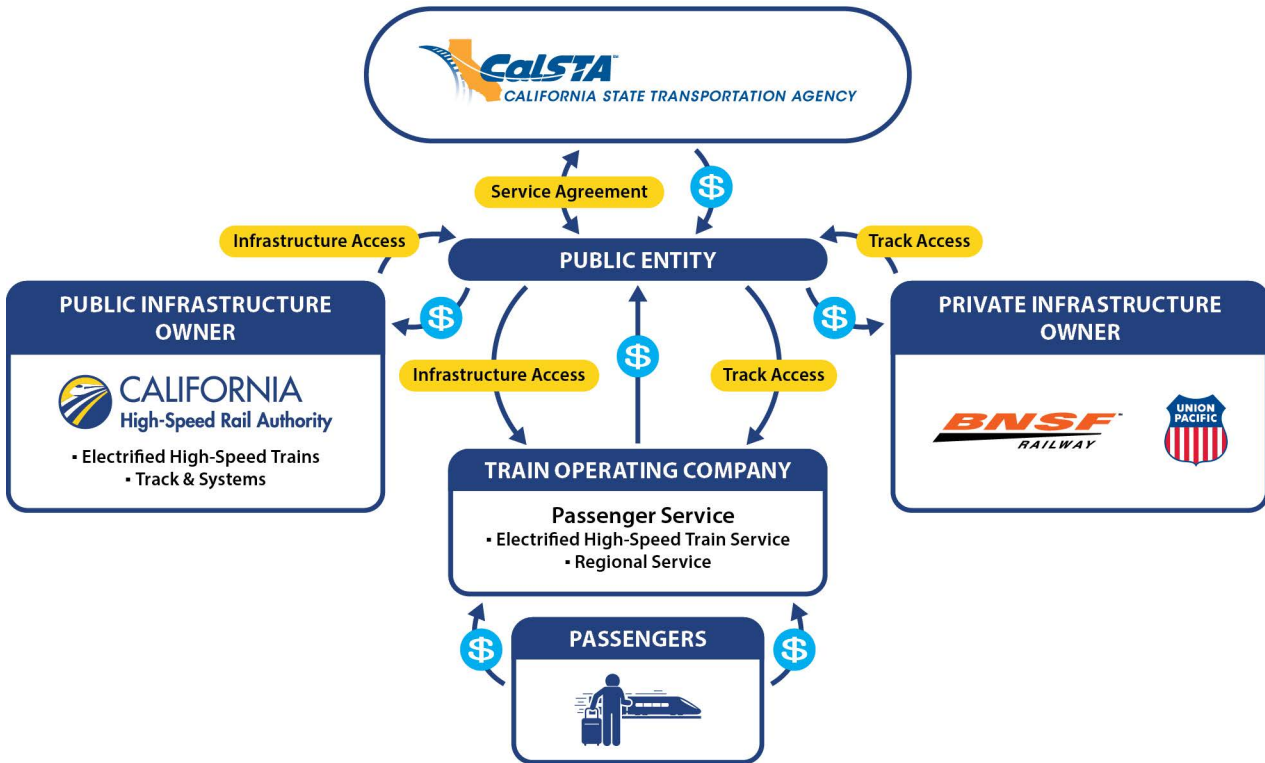 CalSTA™
CALIFORNIA STATE TRANSPORTATION AGENCY
Service Agreement
$
Infrastructure Access
Track Access
PUBLIC ENTITY
PUBLIC INFRASTRUCTURE
OWNER
$
$
$
PRIVATE INFRASTRUCTURE
OWNER
CALIFORNIA
High-Speed Rail Authority
▪ Electrified High-Speed Trains
▪ Track & Systems
Infrastructure Access
Track Access
BNSF™
RAILWAY
UNION
PACIFIC
TRAIN OPERATING COMPANY
Passenger Service
▪ Electrified High-Speed Train Service
▪ Regional Service
$
$
PASSENGERS